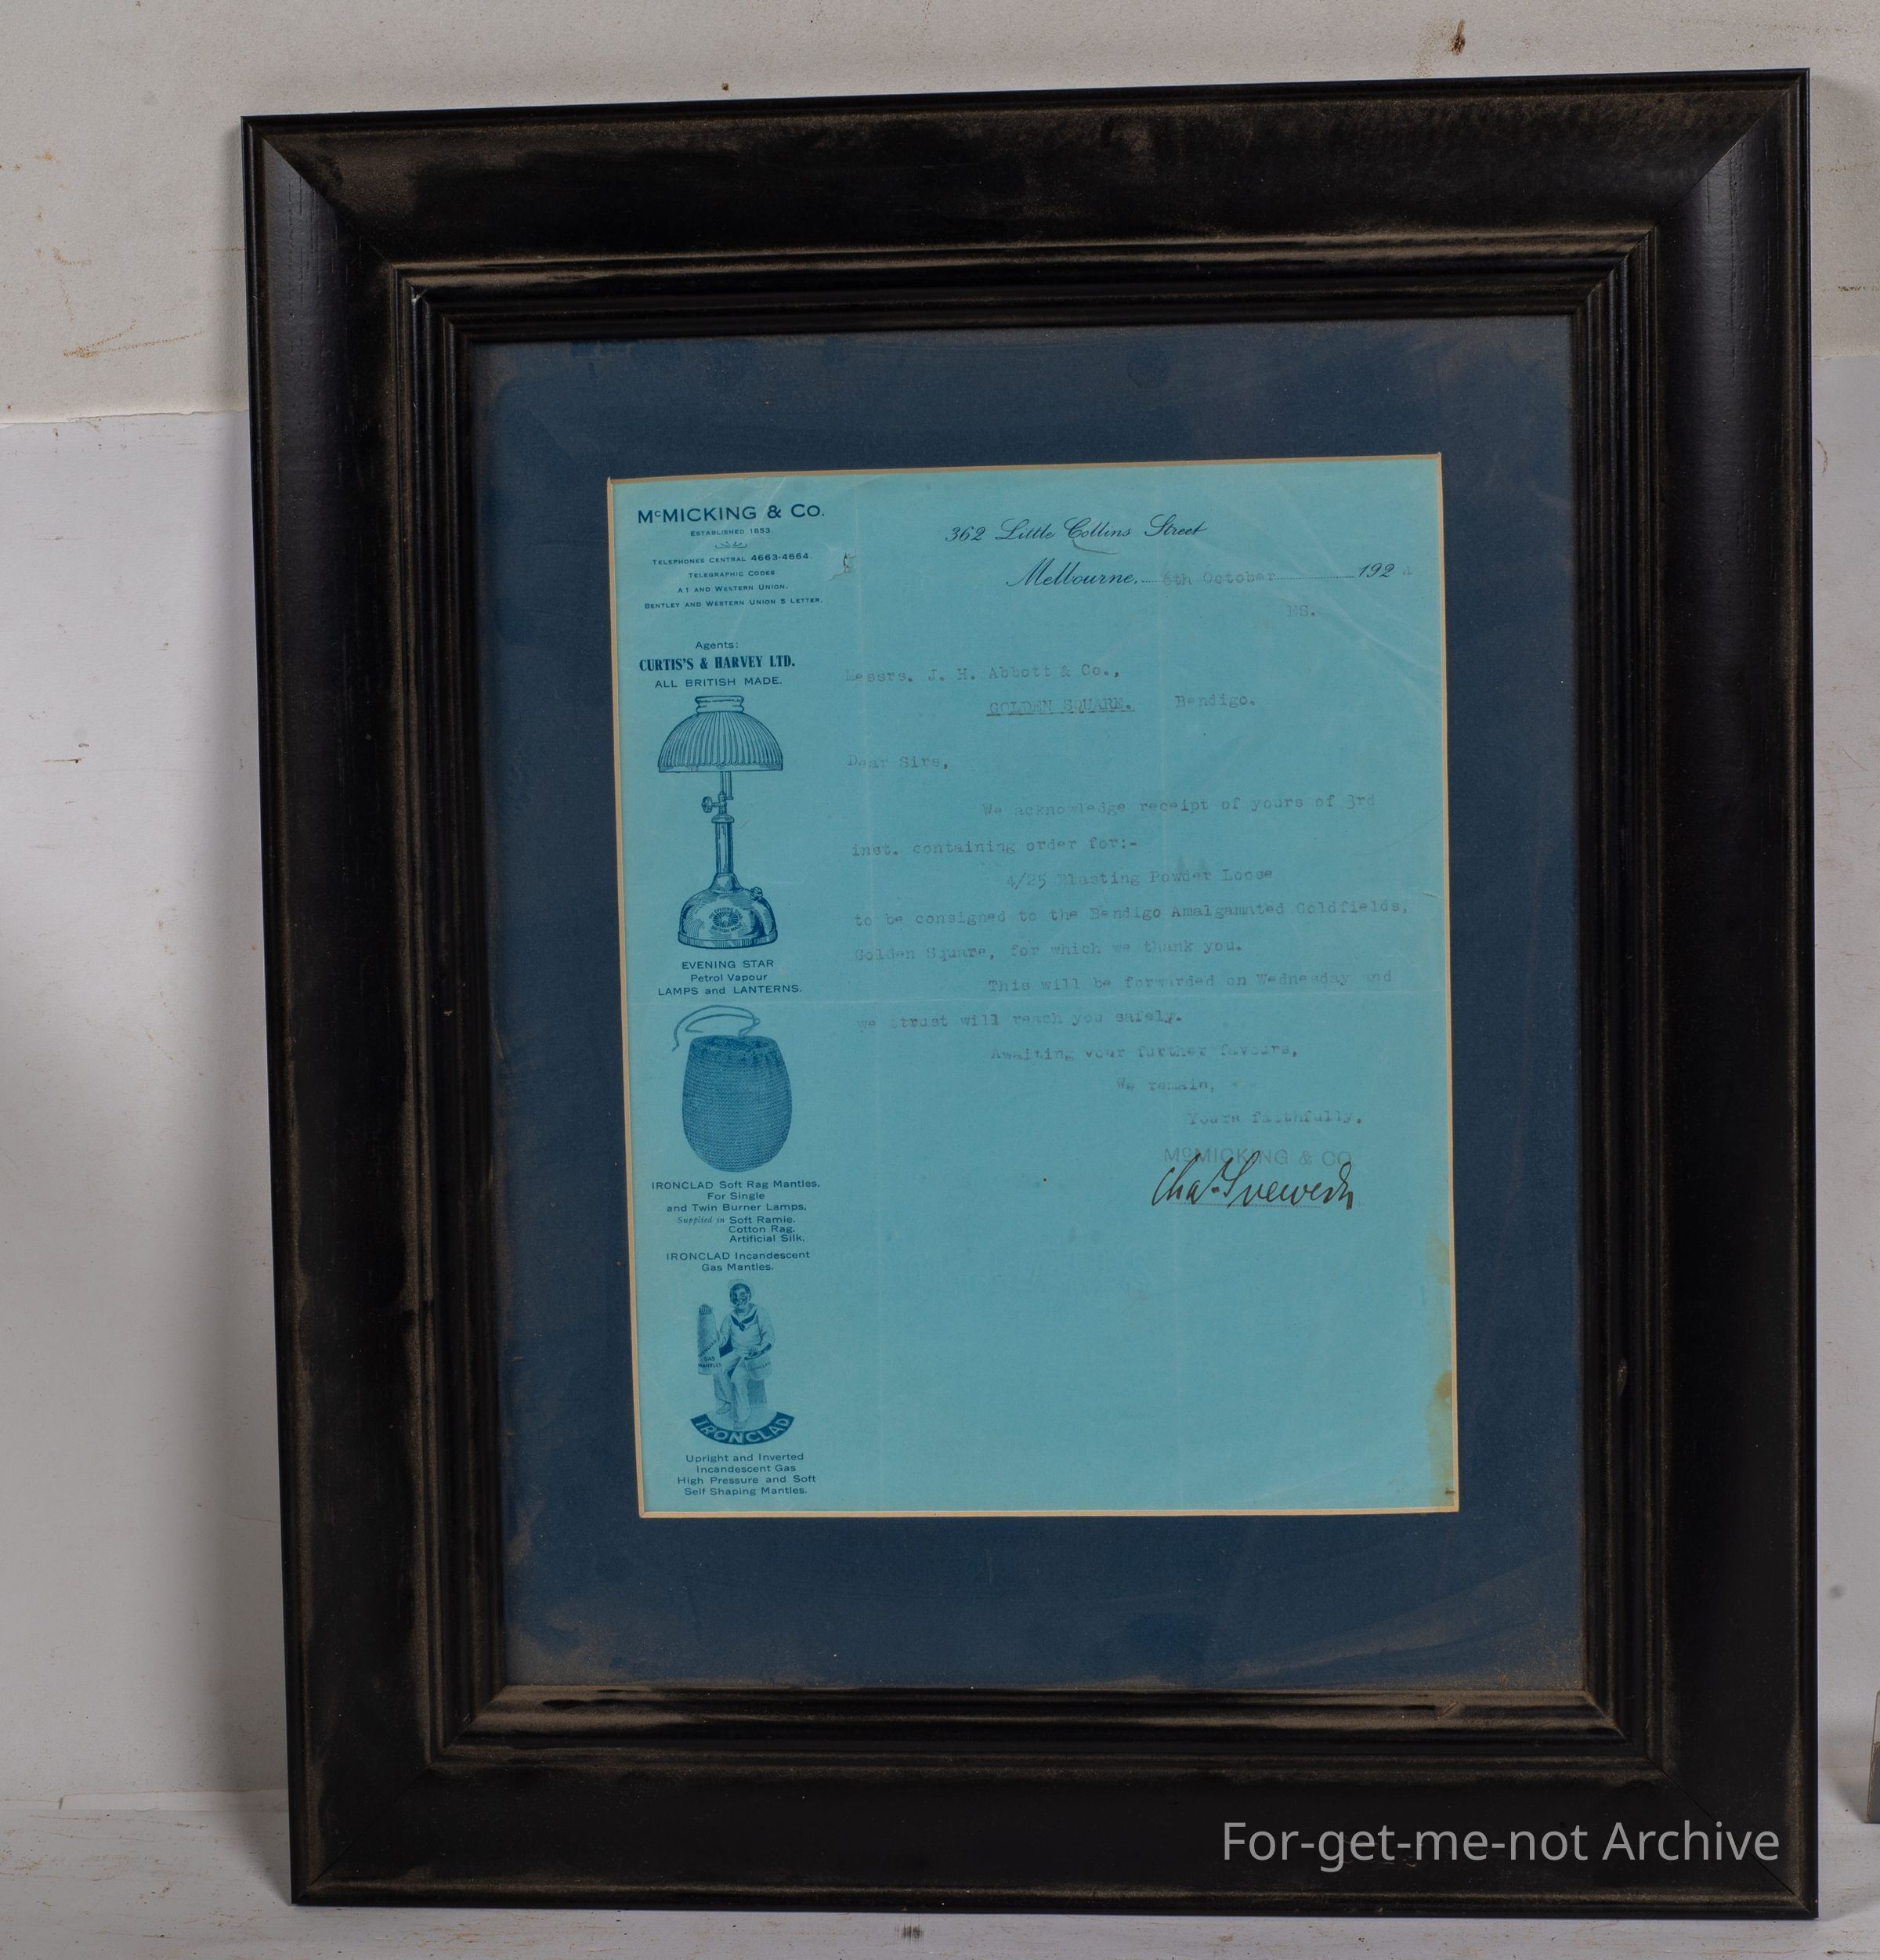 McMICKING & Co.
ESTABLISHED 1853
TELEPHONES CENTRAL 4663-4664.
TELEGRAPHIC CODES
A 1 AND WESTERN UNION.
BENTLEY AND WESTERN UNION 5 LETTER.
Agents:
CURTIS'S & HARVEY LTD.
ALL BRITISH MADE.
EVENING STAR
Petrol Vapour
LAMPS and LANTERNS.
IRONCLAD Soft Rag Mantles.
For Single
and Twin Burner Lamps,
Supplied in Soft Ramie.
Cotton Rag.
Artificial Silk.
IRONCLAD Incandescent
Gas Mantles.
GAS
MANTLES
IRONCLAD
Upright and Inverted
Incandescent Gas
High Pressure and Soft
Self Shaping Mantles.
362 Little Collins Street
Melbourne, 6th October 1924
ES.
Messrs. J. H. Abbott & Co.,
GOLDEN SQUARE. Bendigo.
Dear Sirs,
We acknowledge receipt of yours of 3rd
inst. containing order for:-
4/25 Blasting Powder Loose
to be consigned to the Bendigo Amalgamated Goldfields,
Golden Square, for which we thank you.
This will be forwarded on Wednesday and
we trust will reach you safely.
Awaiting your further favours,
We remain,
Yours faithfully,
McMICKING & CO
For-get-me-not Archive